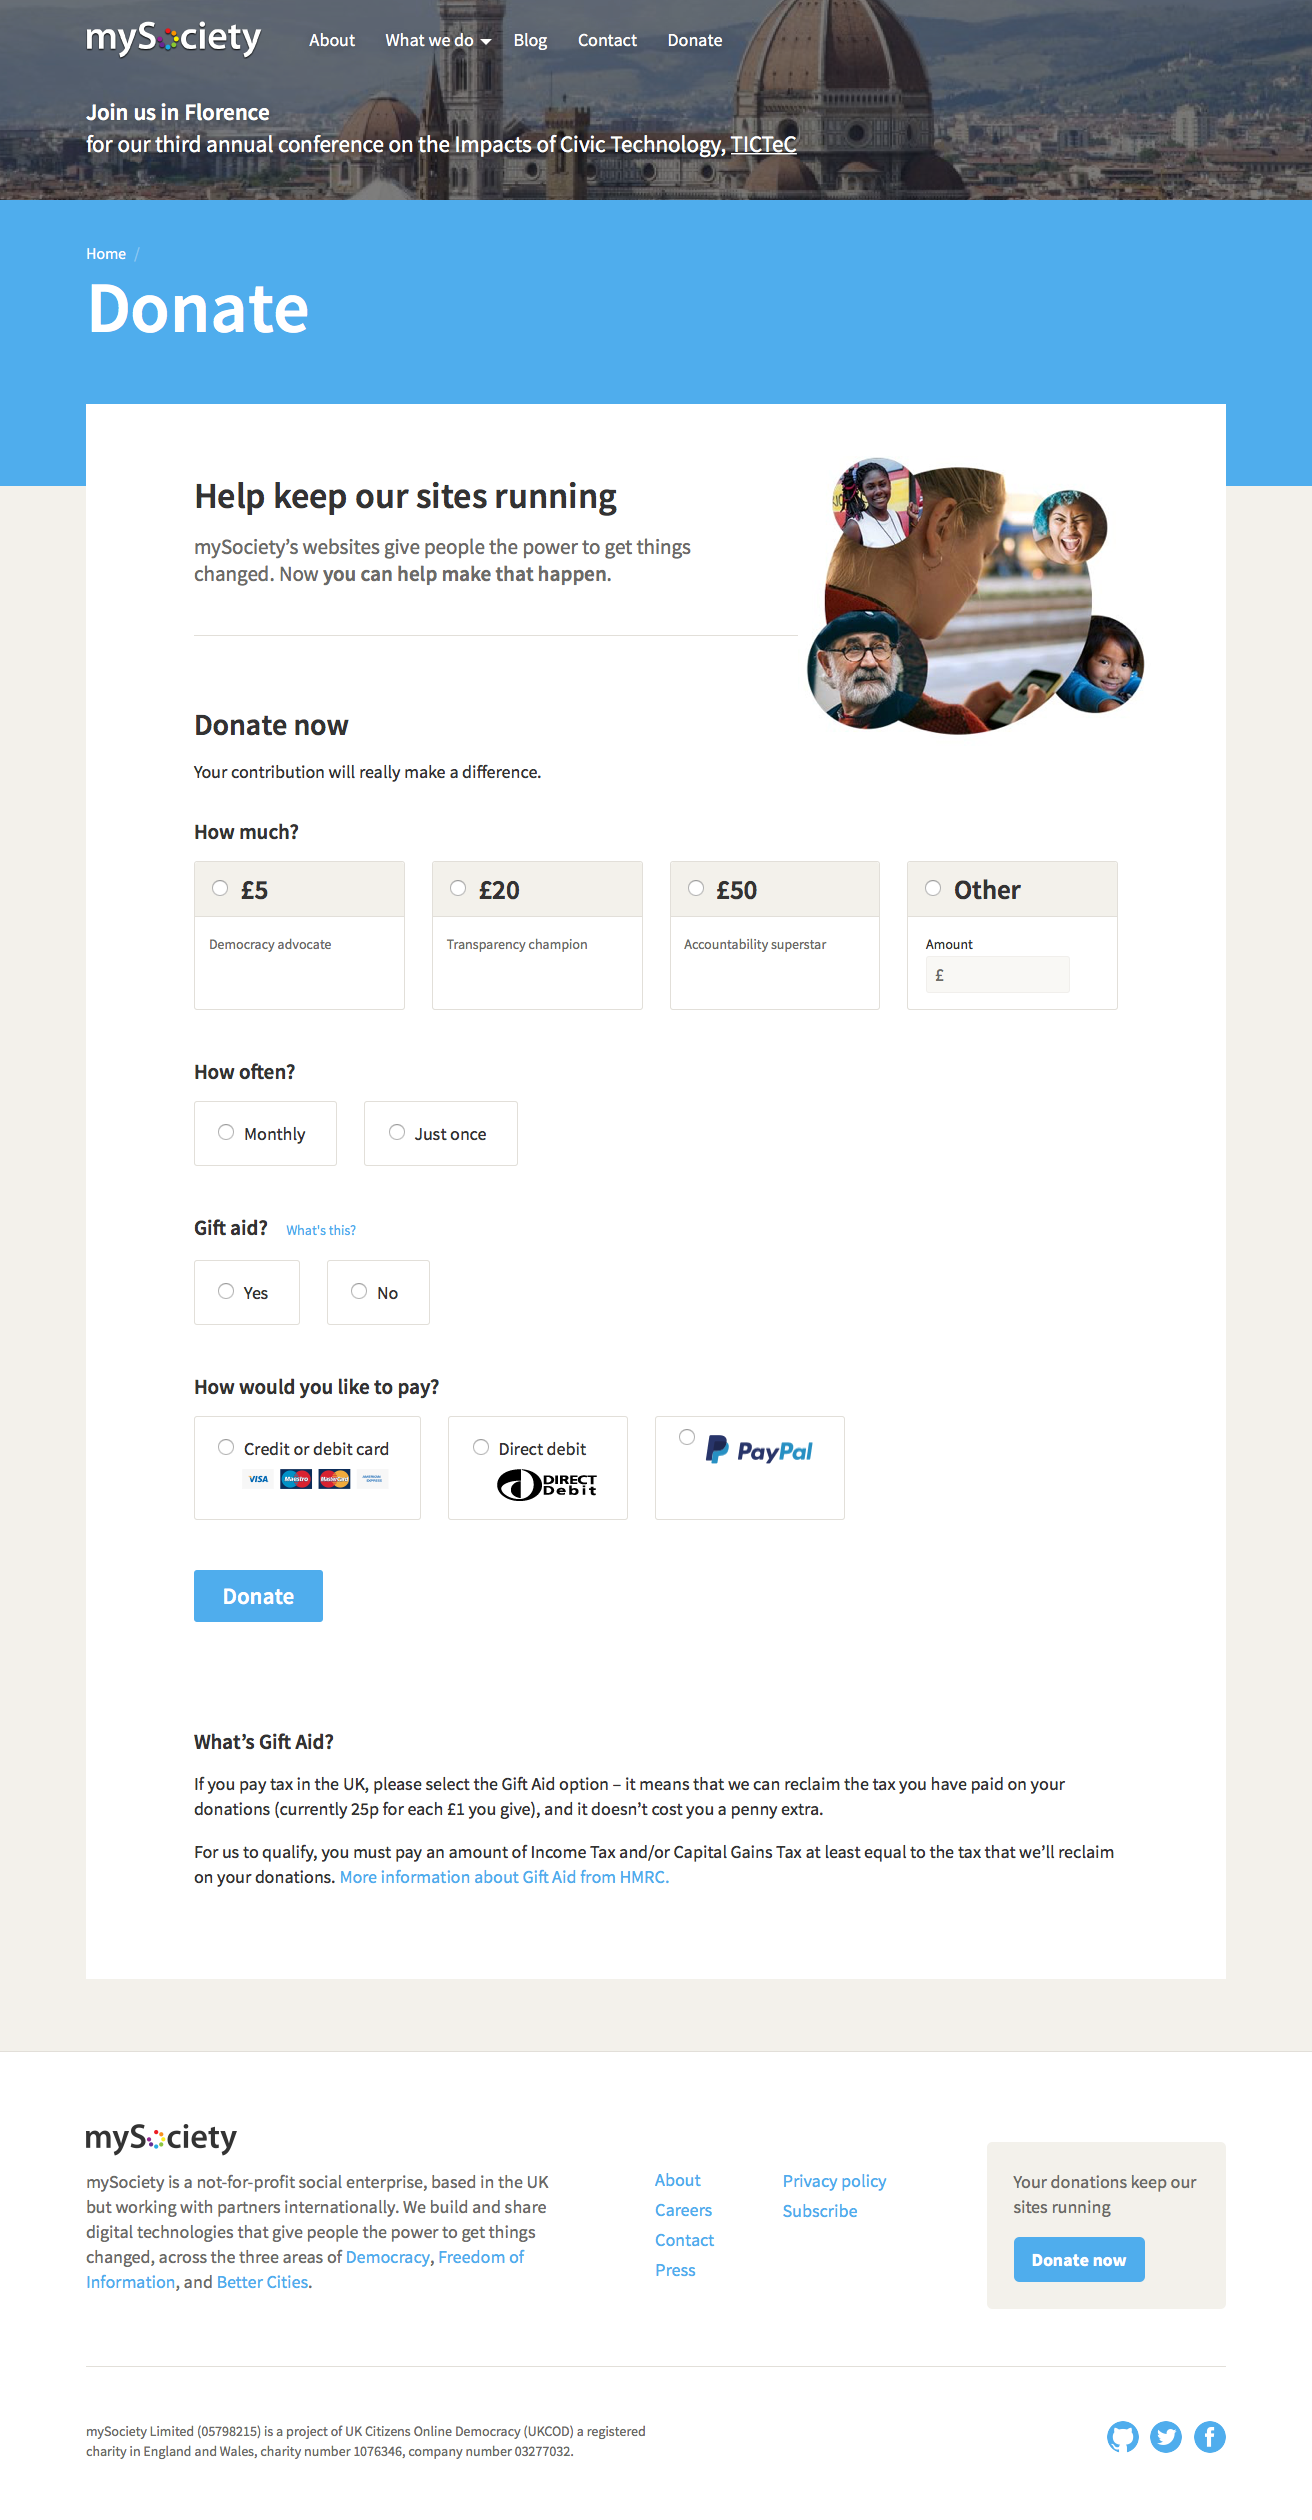 mySociety
About What we do Blog Contact Donate
Join us in Florence
for our third annual conference on the Impacts of Civic Technology, TICTeC
Home /
Donate
Help keep our sites running
mySociety’s websites give people the power to get things
changed. Now you can help make that happen.
Donate now
Your contribution will really make a difference.
How much?
£5 £20 £50 Other
Democracy advocate Transparency champion Accountability superstar Amount
£
How often?
Monthly Just once
Gift aid? What's this?
Yes No
How would you like to pay?
Credit or debit card Direct debit PayPal
VISA Maestro MasterCard AMERICAN EXPRESS DIRECT Debit
Donate
What’s Gift Aid?
If you pay tax in the UK, please select the Gift Aid option – it means that we can reclaim the tax you have paid on your
donations (currently 25p for each £1 you give), and it doesn’t cost you a penny extra.
For us to qualify, you must pay an amount of Income Tax and/or Capital Gains Tax at least equal to the tax that we’ll reclaim
on your donations. More information about Gift Aid from HMRC.
mySociety
mySociety is a not-for-profit social enterprise, based in the UK
but working with partners internationally. We build and share
digital technologies that give people the power to get things
changed, across the three areas of Democracy, Freedom of
Information, and Better Cities.
About
Careers
Contact
Press
Privacy policy
Subscribe
Your donations keep our
sites running
Donate now
mySociety Limited (05798215) is a project of UK Citizens Online Democracy (UKCOD) a registered
charity in England and Wales, charity number 1076346, company number 03277032.